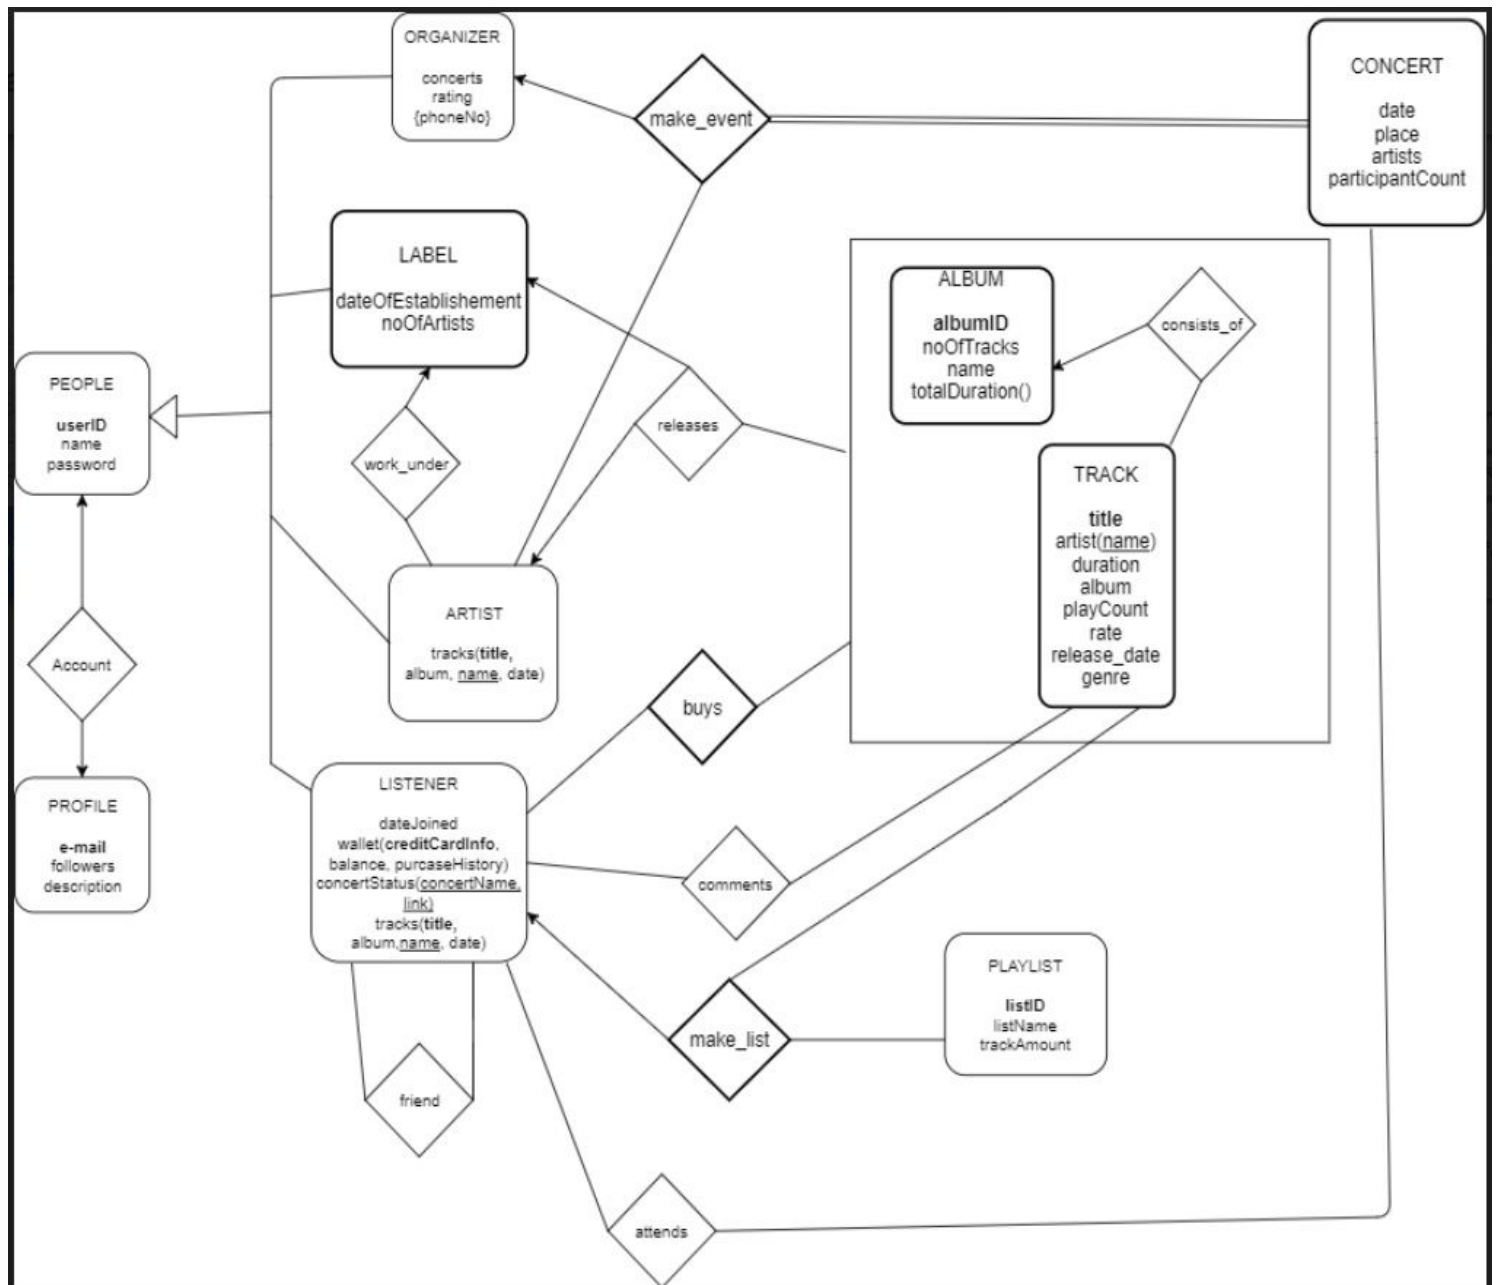 ORGANIZER
concerts
rating
{phoneNo}
make_event
CONCERT
date
place
artists
participantCount
LABEL
dateOfEstablishement
noOfArtists
ALBUM
albumID
noOfTracks
name
totalDuration()
consists_of
PEOPLE
userID
name
password
work_under
releases
TRACK
title
artist(name)
duration
album
playCount
rate
release_date
genre
ARTIST
tracks(title,
album, name, date)
Account
buys
PROFILE
e-mail
followers
description
LISTENER
dateJoined
wallet(creditCardInfo,
balance, purcaseHistory)
concertStatus(concertName,
link)
tracks(title,
album,name, date)
comments
PLAYLIST
listID
listName
trackAmount
make_list
friend
attends